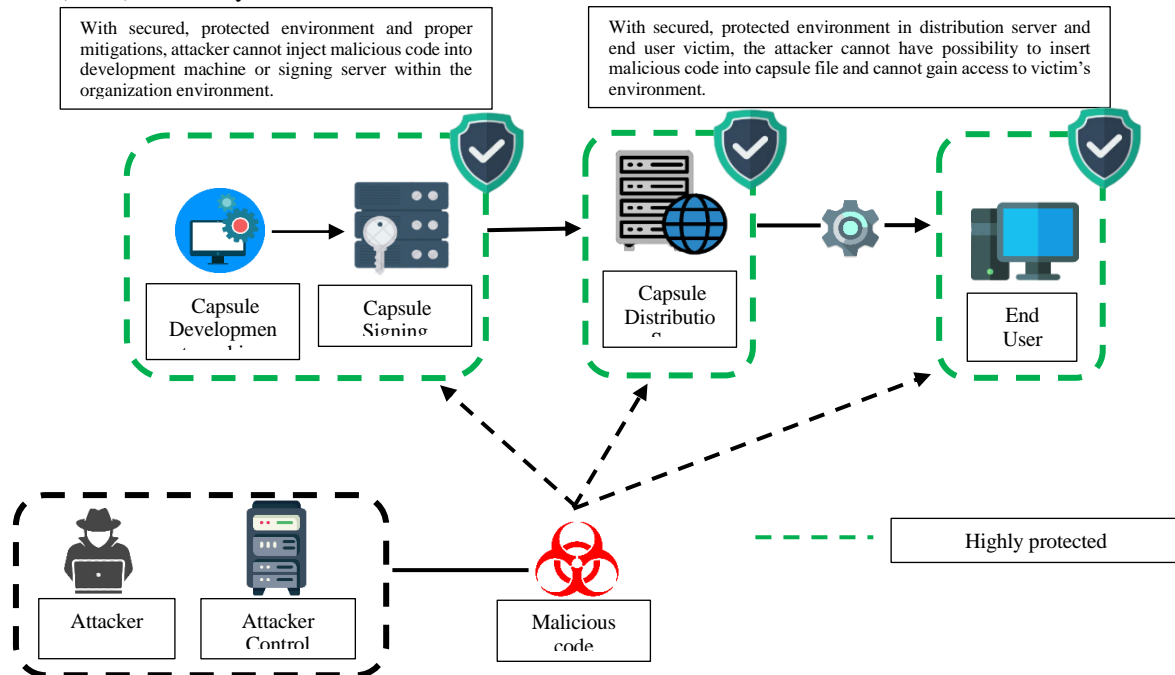 With secured, protected environment and proper
mitigations, attacker cannot inject malicious code into
development machine or signing server within the
organization environment.
With secured, protected environment in distribution server and
end user victim, the attacker cannot have possibility to insert
malicious code into capsule file and cannot gain access to victim's
environment.
Capsule
Developmen
Capsule
Signing
Capsule
Distributio
End
User
Attacker
Attacker
Control
Malicious
code
Highly protected